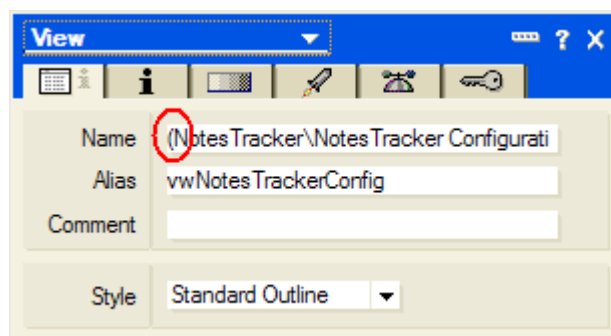 View
? X
i
Name (NotesTracker\NotesTracker Configurati
Alias vwNotesTrackerConfig
Comment
Style Standard Outline